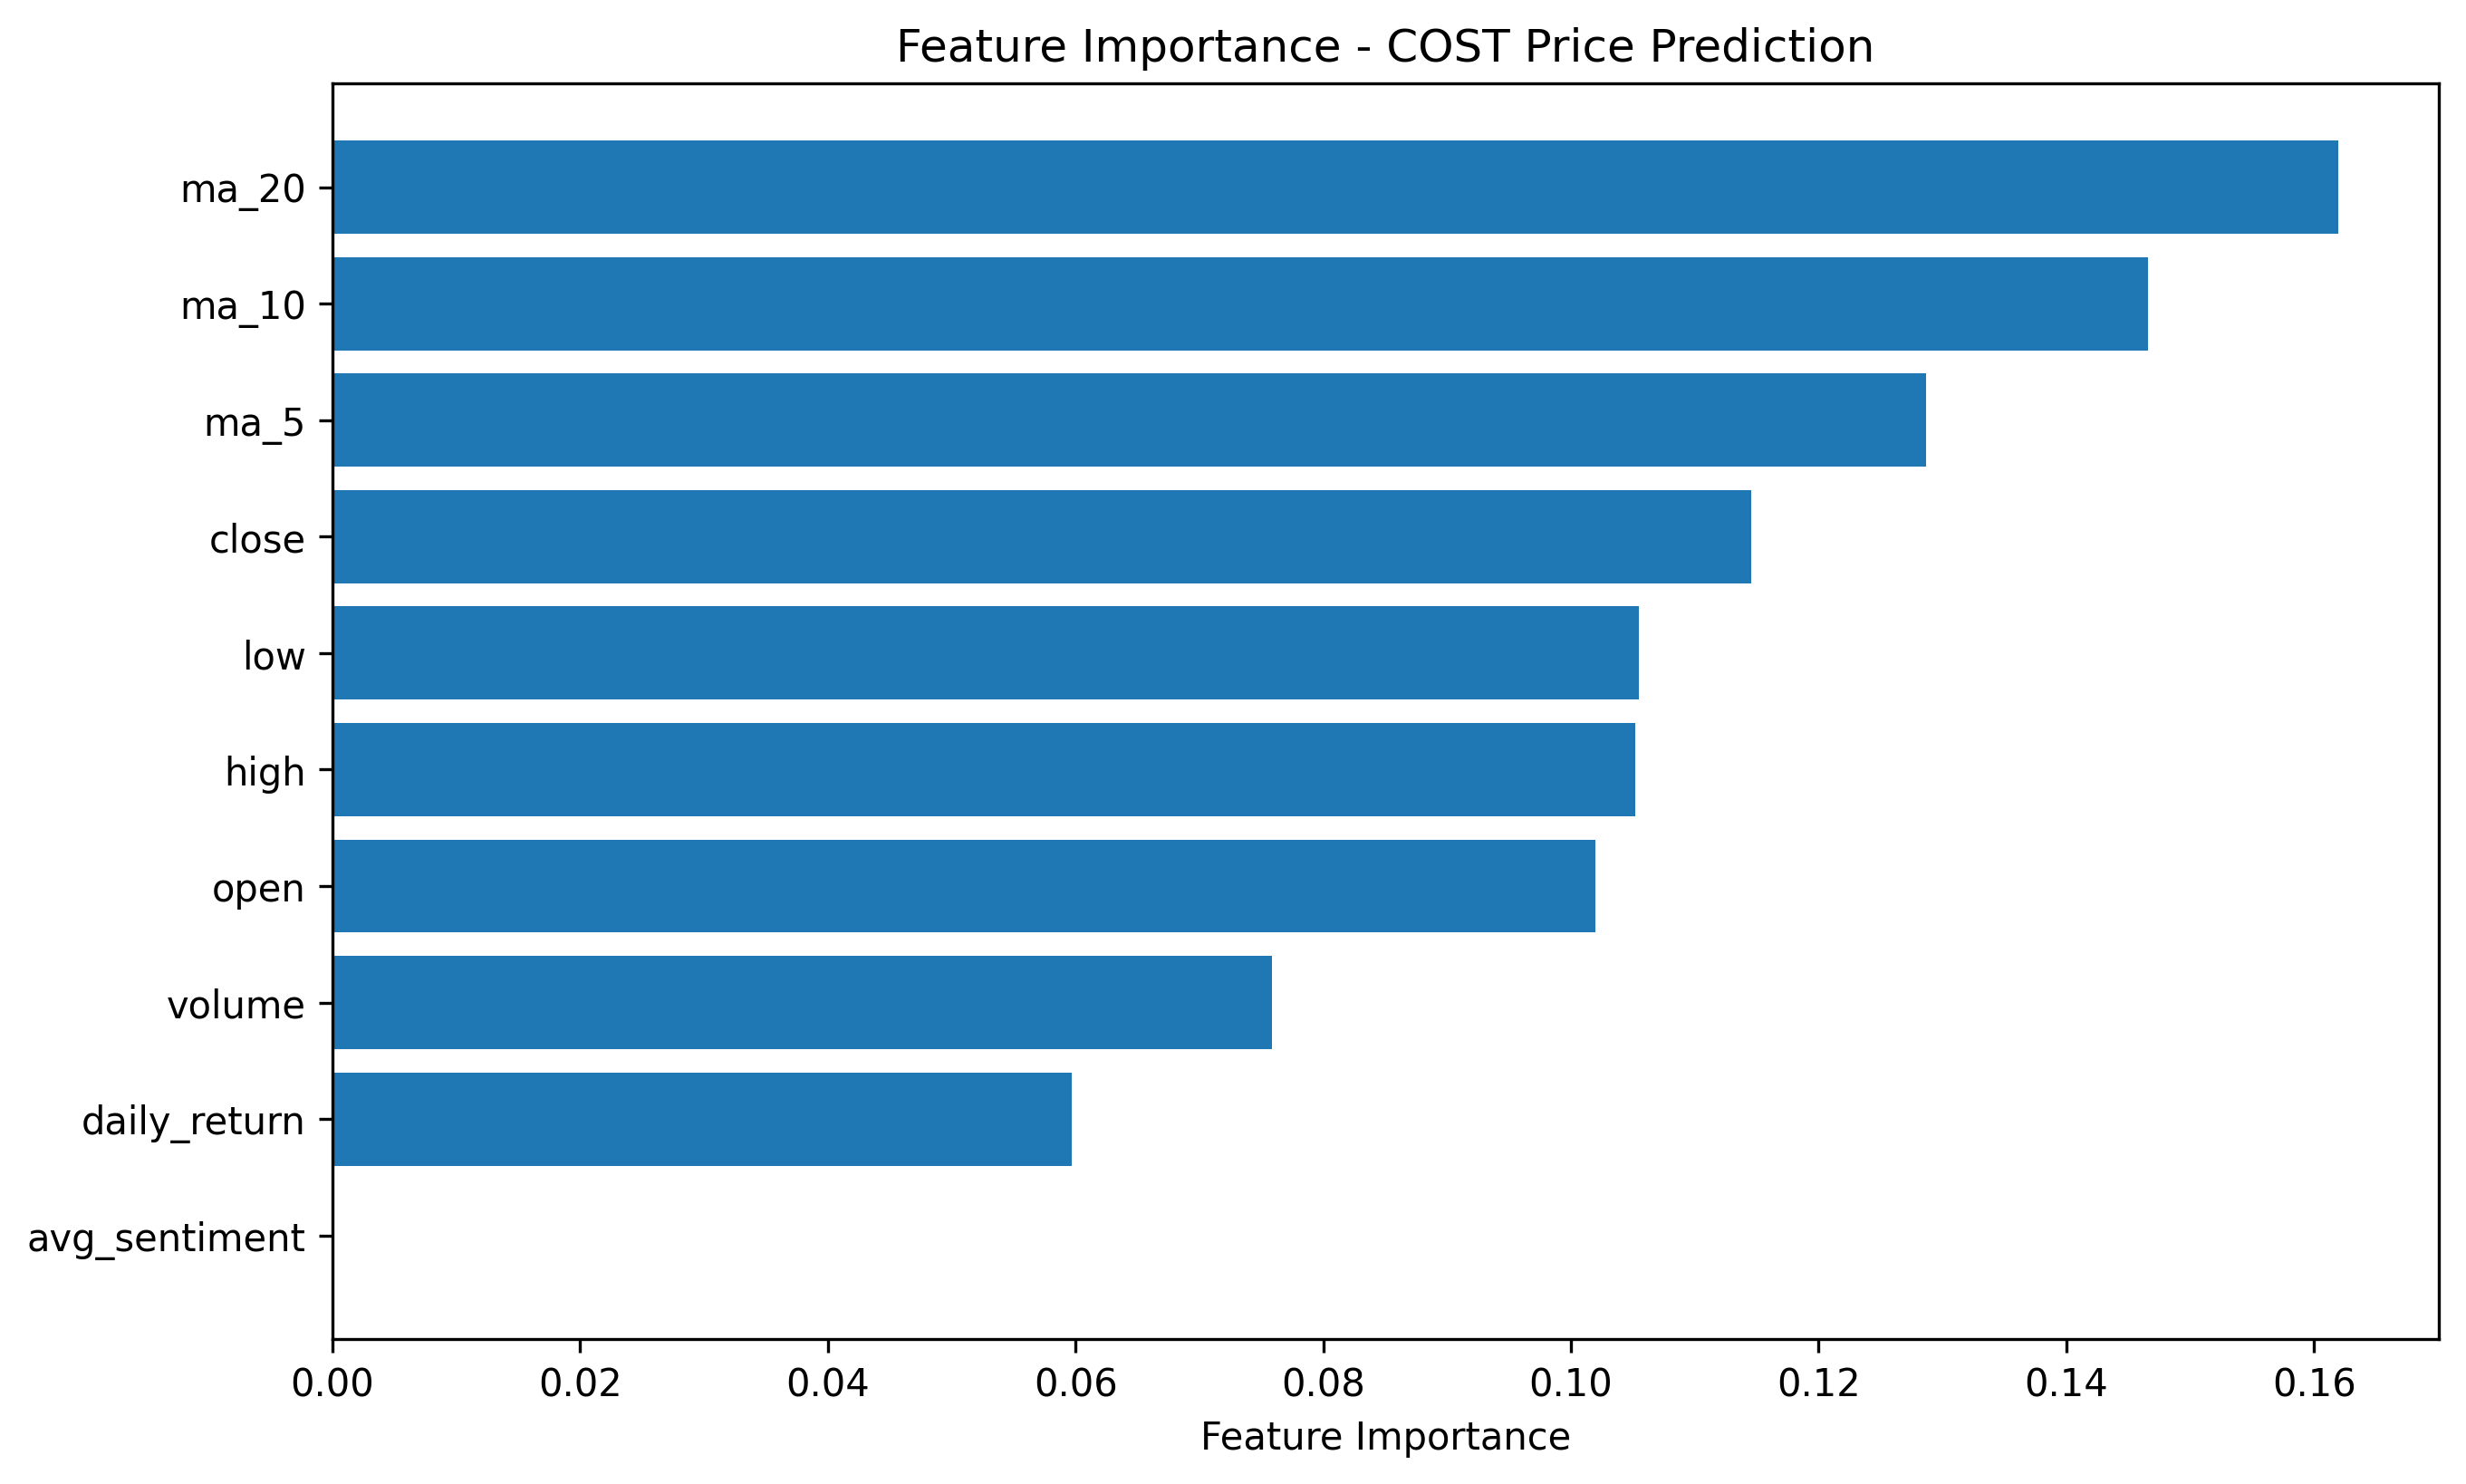 Feature Importance - COST Price Prediction
ma_20
ma_10
ma_5
close
low
high
open
volume
daily_return
avg_sentiment
0.00 0.02 0.04 0.06 0.08 0.10 0.12 0.14 0.16
Feature Importance